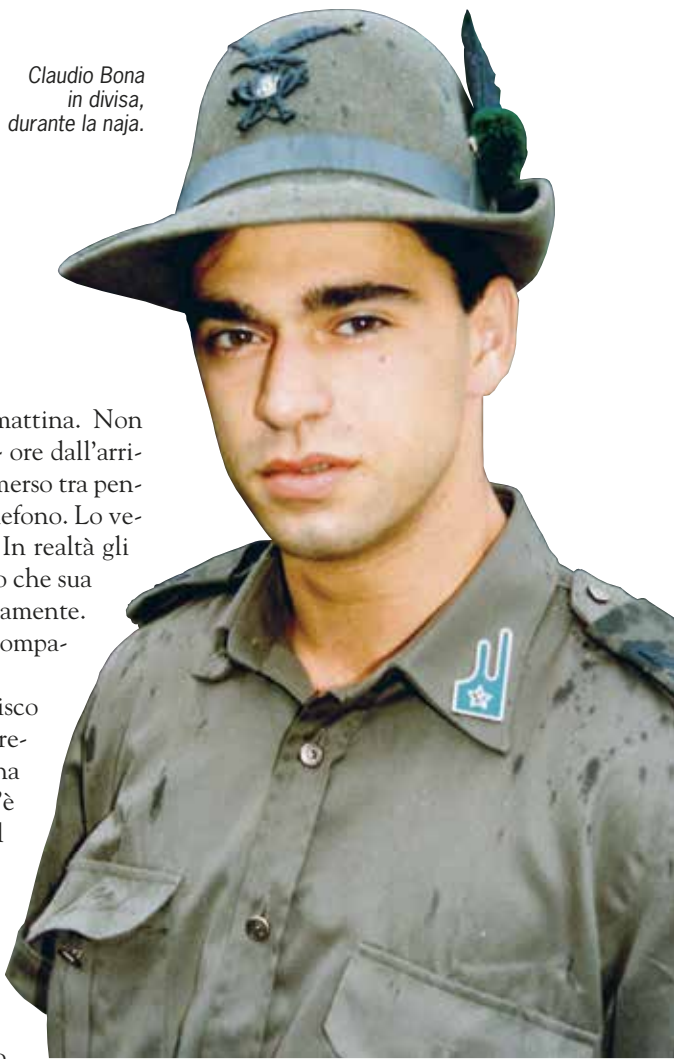 Claudio Bona
in divisa,
durante la naja.
mattina. Non
ore dall'arri-
merso tra pen-
lefono. Lo ve-
In realtà gli
o che sua
amente.
ompa-
isco
re-
na
'è
l
o